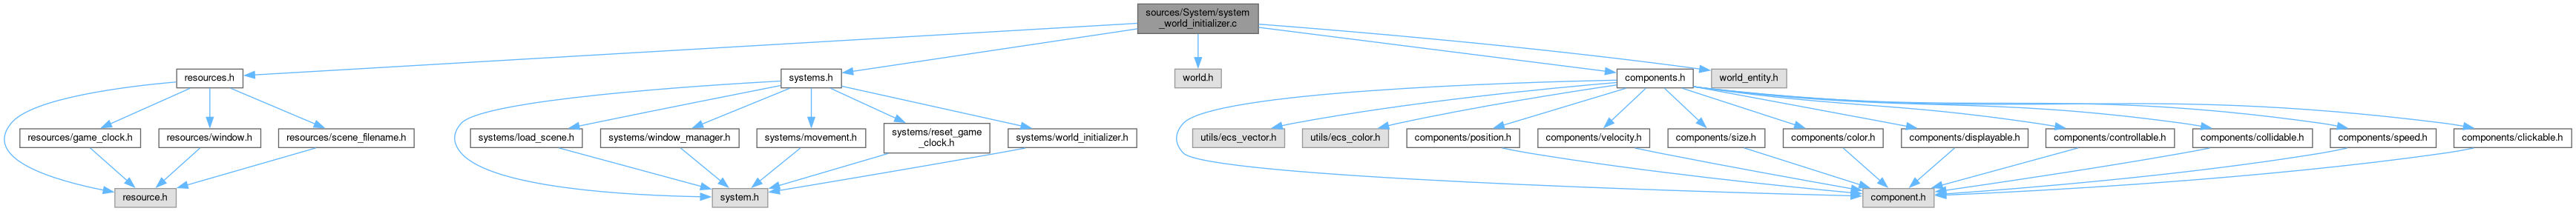 sources/System/system
_world_initializer.c
resources.h
systems.h
world.h
components.h
world_entity.h
resources/game_clock.h
resources/window.h
resources/scene_filename.h
systems/load_scene.h
systems/window_manager.h
systems/movement.h
systems/reset_game
_clock.h
systems/world_initializer.h
utils/ecs_vector.h
utils/ecs_color.h
components/position.h
components/velocity.h
components/size.h
components/color.h
components/displayable.h
components/controllable.h
components/collidable.h
components/speed.h
components/clickable.h
resource.h
system.h
component.h